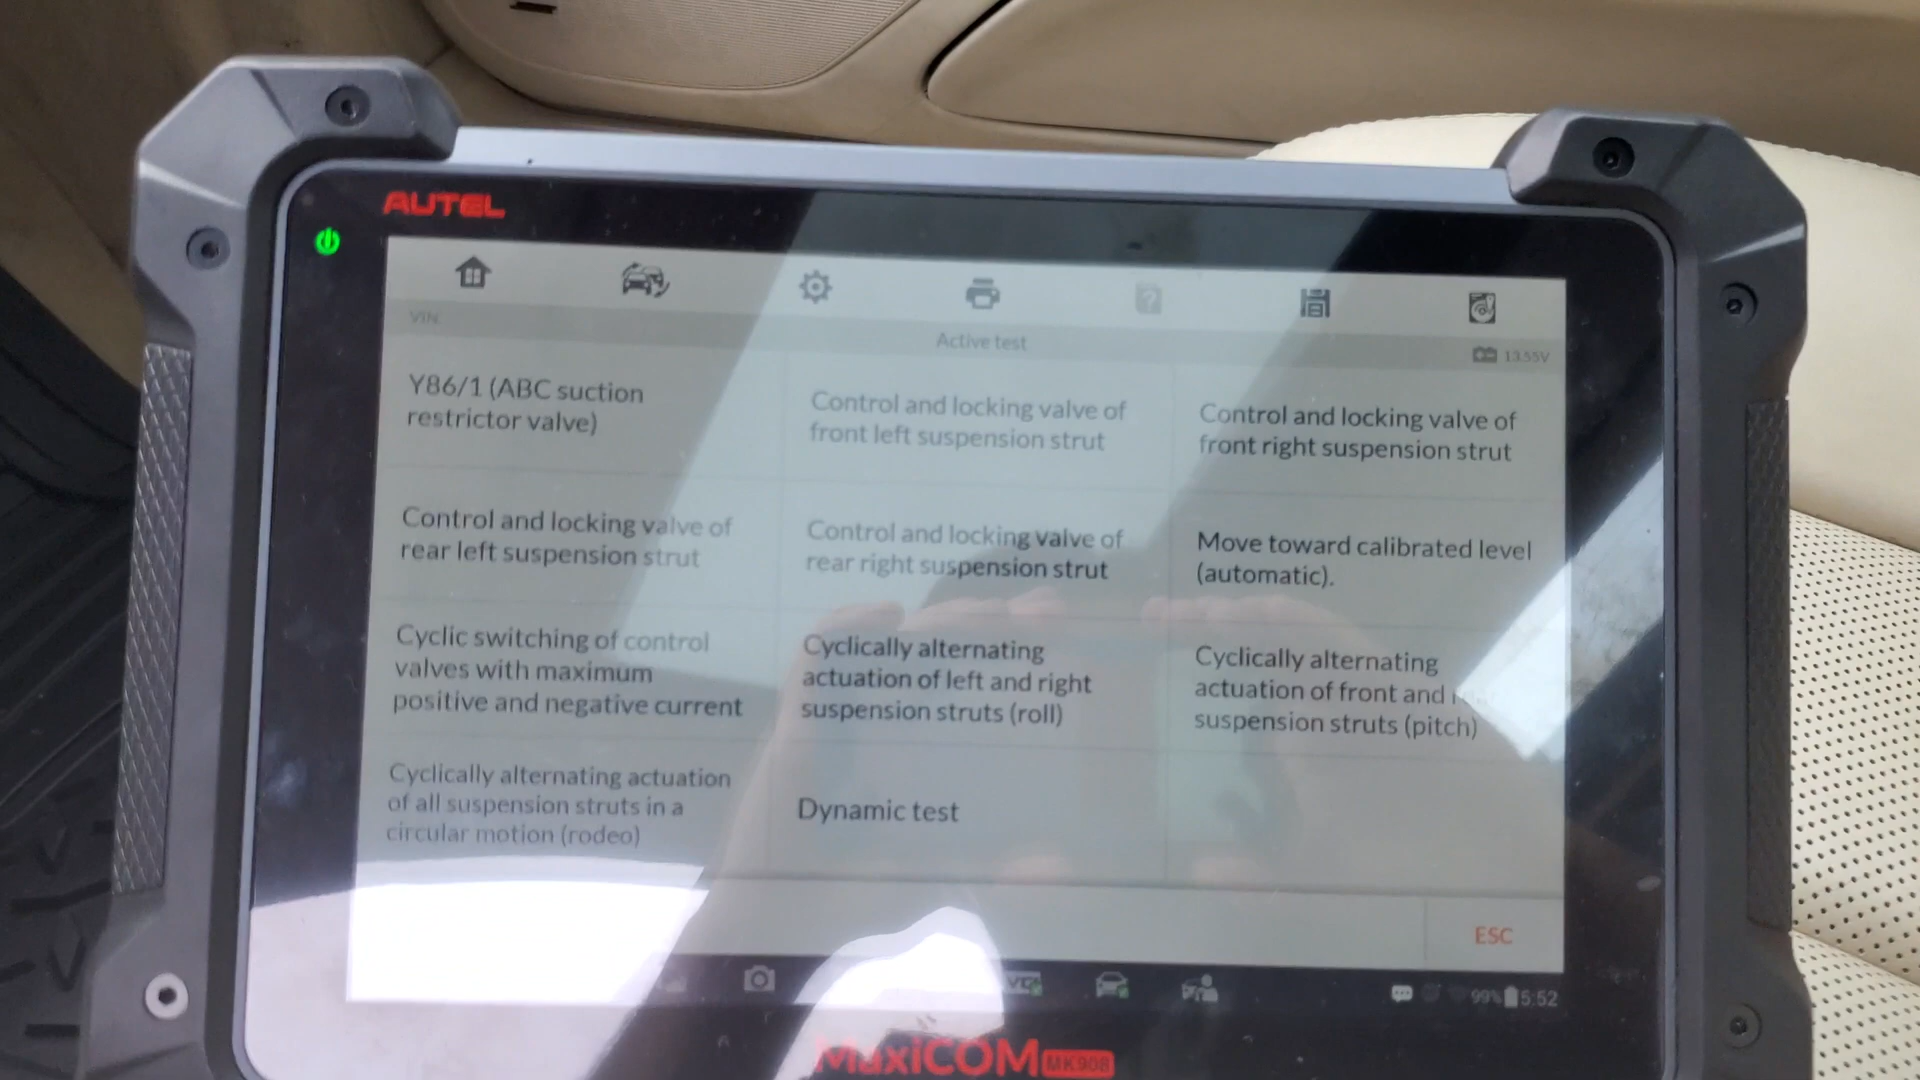 AUTEL
VIN
Active test
13.55V
Y86/1 (ABC suction
restrictor valve)
Control and locking valve of
front left suspension strut
Control and locking valve of
front right suspension strut
Control and locking valve of
rear left suspension strut
Control and locking valve of
rear right suspension strut
Move toward calibrated level
(automatic).
Cyclic switching of control
valves with maximum
positive and negative current
Cyclically alternating
actuation of left and right
suspension struts (roll)
Cyclically alternating
actuation of front and
suspension struts (pitch)
Cyclically alternating actuation
of all suspension struts in a
circular motion (rodeo)
Dynamic test
ESC
99% 5:52
MaxiCOM MK908